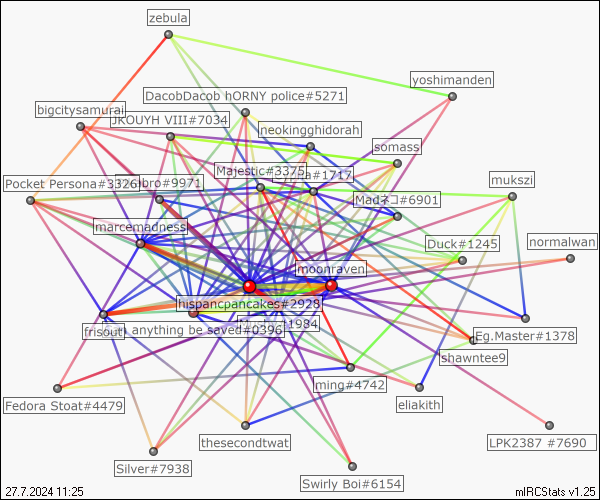 zebula
yoshimanden
DacobDacob hORNY police#5271
bigcitysamurai
JKOUYH VIII#7034
neokingghidorah
somass
Majestic#3375
#1717
mukszi
Pocket Persona#3326
bro#9971
Madネコ#6901
marcemadness
Duck#1245
normalwan
moonraven
hispancpancakes#2928
#1984
frisout
anything be saved#0396
Eg.Master#1378
shawntee9
ming#4742
eliakith
Fedora Stoat#4479
thesecondtwat
LPK2387 #7690
Silver#7938
Swirly Boi#6154
27.7.2024 11:25
mIRCStats v1.25